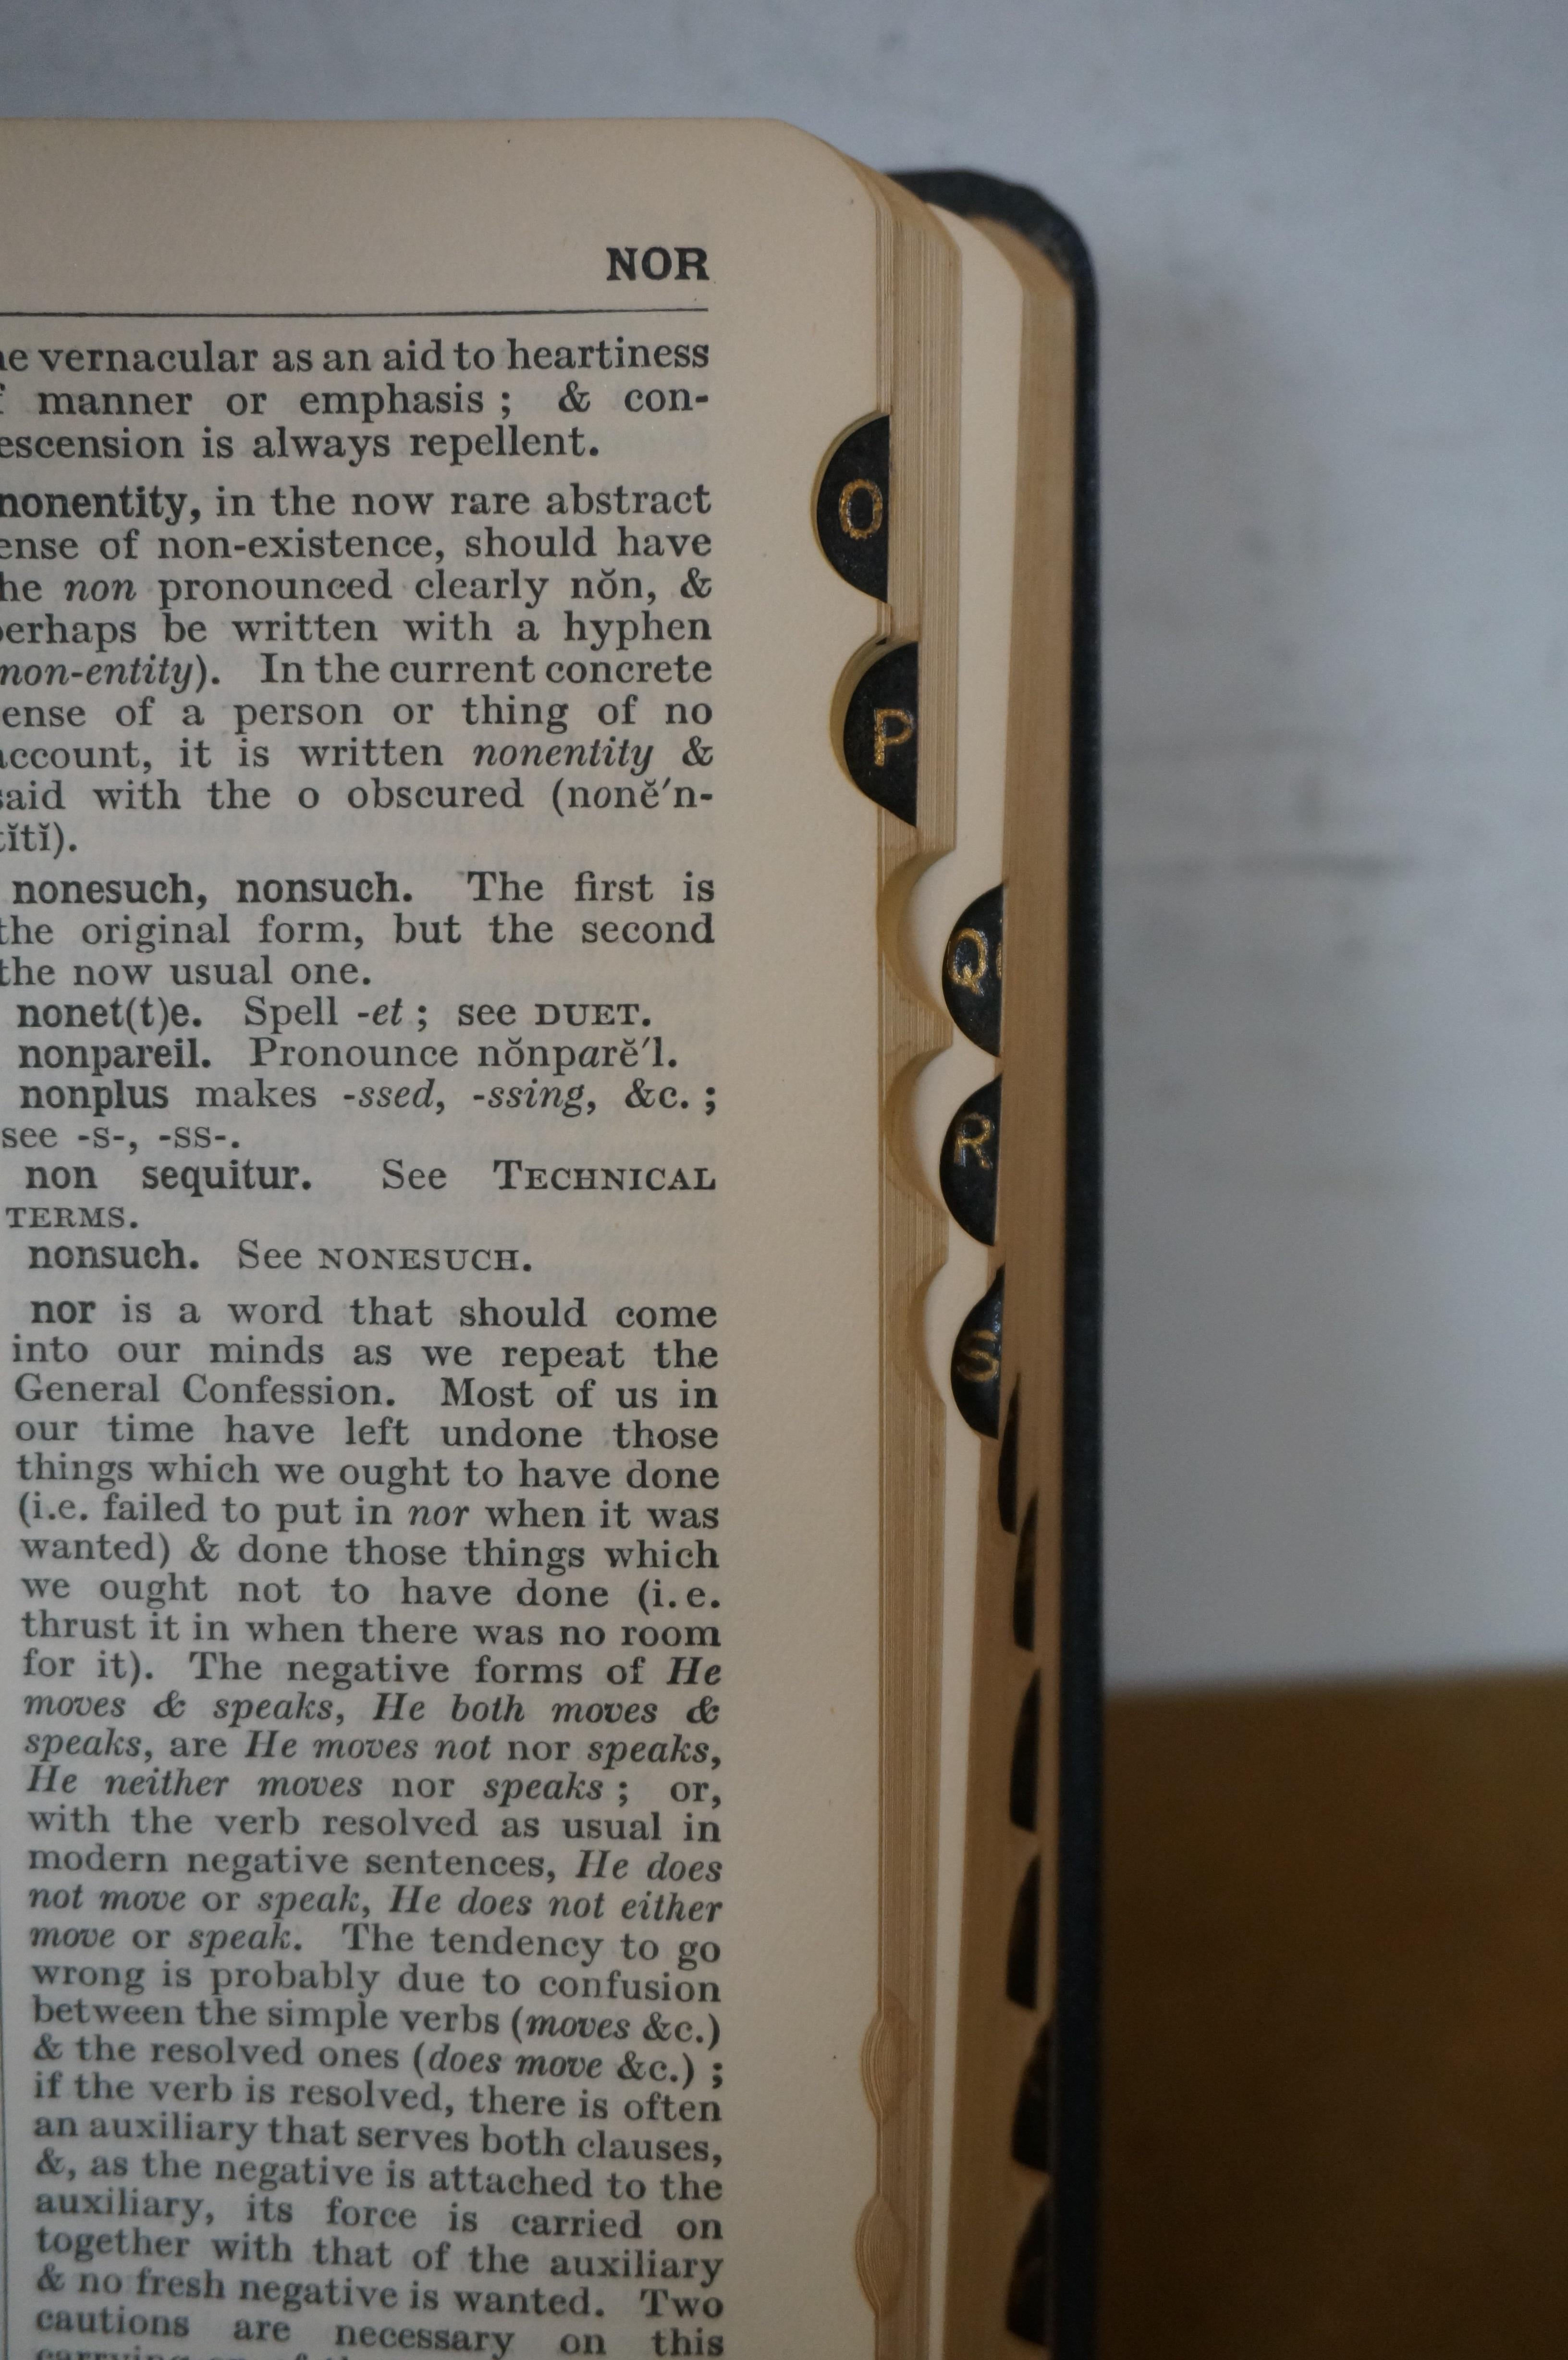 NOR
vernacular as an aid to heartiness
manner or emphasis ; & con-
escension is always repellent.
nonentity, in the now rare abstract
ense of non-existence, should have
he non pronounced clearly nŏn, &
perhaps be written with a hyphen
non-entity). In the current concrete
ense of a person or thing of no
account, it is written nonentity &
said with the o obscured (nonĕ′n-
tĭtĭ).
nonesuch, nonsuch. The first is
the original form, but the second
the now usual one.
nonet(t)e. Spell -et ; see DUET.
nonpareil. Pronounce nŏnparĕ′l.
nonplus makes -ssed, -ssing, &c. ;
see -S-, -SS-.
non sequitur. See TECHNICAL
TERMS.
nonsuch. See NONESUCH.
nor is a word that should come
into our minds as we repeat the
General Confession. Most of us in
our time have left undone those
things which we ought to have done
(i.e. failed to put in nor when it was
wanted) & done those things which
we ought not to have done (i.e.
thrust it in when there was no room
for it). The negative forms of He
moves & speaks, He both moves &
speaks, are He moves not nor speaks,
He neither moves nor speaks ; or,
with the verb resolved as usual in
modern negative sentences, He does
not move or speak, He does not either
move or speak. The tendency to go
wrong is probably due to confusion
between the simple verbs (moves &c.)
& the resolved ones (does move &c.) ;
if the verb is resolved, there is often
an auxiliary that serves both clauses,
&, as the negative is attached to the
auxiliary, its force is carried on
together with that of the auxiliary
& no fresh negative is wanted. Two
cautions are necessary on this
O
P
Q
R
S